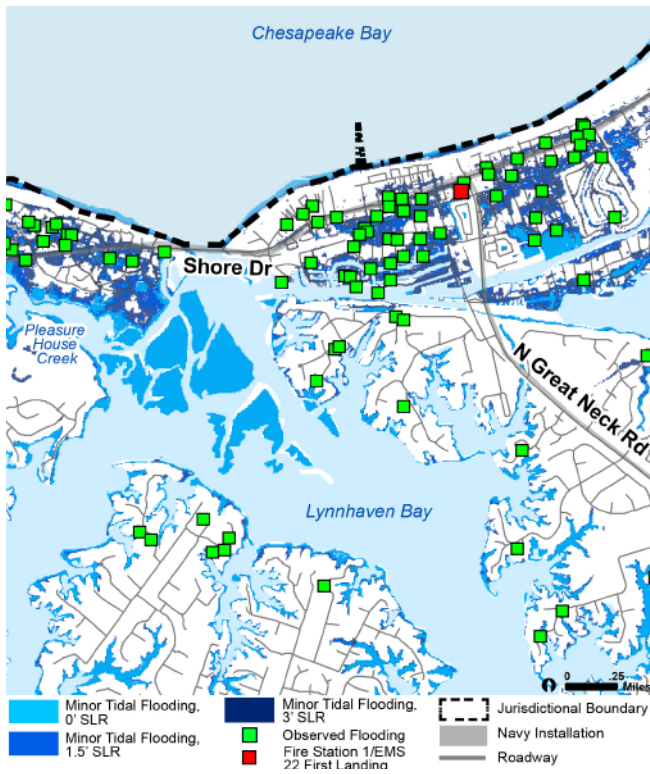 Chesapeake Bay
Shore Dr
Pleasure
House
Creek
N Great Neck Rd
Lynnhaven Bay
0 .25
Miles
Minor Tidal Flooding,
0' SLR
Minor Tidal Flooding,
1.5' SLR
Minor Tidal Flooding,
3' SLR
Observed Flooding
Fire Station 1/EMS
22 First Landing
Jurisdictional Boundary
Navy Installation
Roadway